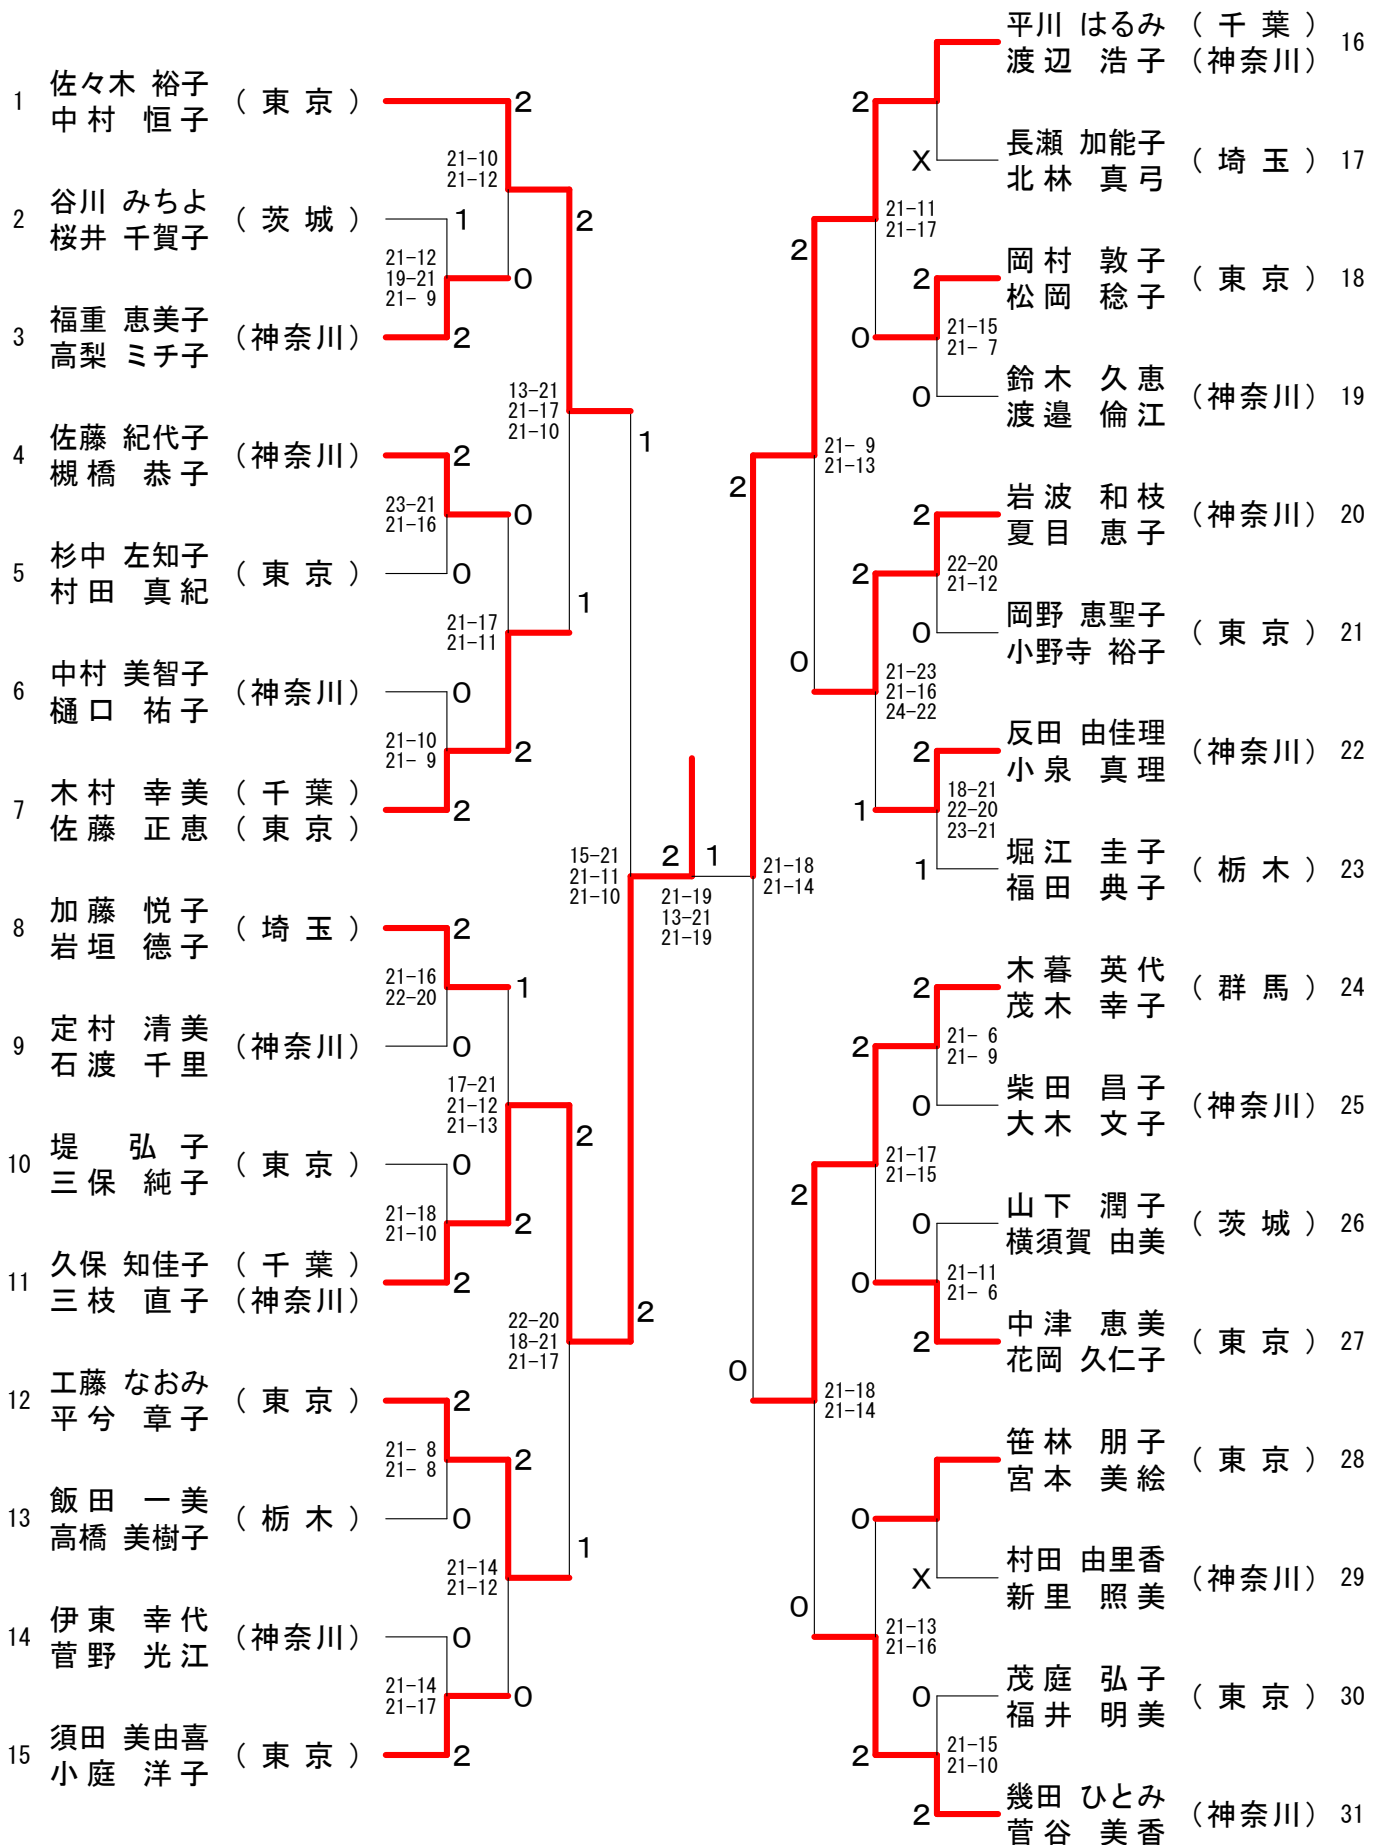 1 佐々木 裕子
中村 恒子
(東京)
2
21-10
21-12
2 谷川 みちよ
桜井 千賀子
(茨城)
1
2
21-12
19-21
21- 9
0
3 福重 恵美子
高梨 ミチ子
(神奈川)
2
13-21
21-17
21-10
1
4 佐藤 紀代子
槻橋 恭子
(神奈川)
2
23-21
21-16
0
5 杉中 左知子
村田 真紀
(東京)
0
1
21-17
21-11
6 中村 美智子
樋口 祐子
(神奈川)
0
21-10
21- 9
2
7 木村 幸美 (千葉)
佐藤 正恵 (東京)
2
15-21
21-11
21-10
8 加藤 悦子
岩垣 德子
(埼玉)
2
21-16
22-20
1
9 定村 清美
石渡 千里
(神奈川)
0
17-21
21-12
21-13
2
10 堤 弘子
三保 純子
(東京)
0
21-18
21-10
2
11 久保 知佳子 (千葉)
三枝 直子 (神奈川)
2
22-20
18-21
21-17
2
12 工藤 なおみ
平兮 章子
(東京)
2
21- 8
21- 8
2
13 飯田 一美
高橋 美樹子
(栃木)
0
1
21-14
21-12
14 伊東 幸代
菅野 光江
(神奈川)
0
21-14
21-17
0
15 須田 美由喜
小庭 洋子
(東京)
2
2 1
21-19
13-21
21-19
平川 はるみ (千葉) 16
渡辺 浩子 (神奈川)
2
X
長瀬 加能子
北林 真弓
(埼玉) 17
21-11
21-17
2
2
岡村 敦子
松岡 稔子
(東京) 18
0
21-15
21- 7
0
鈴木 久恵
渡邉 倫江
(神奈川) 19
21- 9
21-13
2
2
岩波 和枝
夏目 恵子
(神奈川) 20
2
22-20
21-12
0
岡野 恵聖子
小野寺 裕子
(東京) 21
0
21-23
21-16
24-22
2
反田 由佳理
小泉 真理
(神奈川) 22
1
18-21
22-20
23-21
1
堀江 圭子
福田 典子
(栃木) 23
21-18
21-14
2
木暮 英代
茂木 幸子
(群馬) 24
2
21- 6
21- 9
0
柴田 昌子
大木 文子
(神奈川) 25
21-17
21-15
2
0
山下 潤子
横須賀 由美
(茨城) 26
0
21-11
21- 6
2
中津 恵美
花岡 久仁子
(東京) 27
0
21-18
21-14
笹林 朋子
宮本 美絵
(東京) 28
0
X
村田 由里香
新里 照美
(神奈川) 29
0
21-13
21-16
0
茂庭 弘子
福井 明美
(東京) 30
2
21-15
21-10
2
幾田 ひとみ
菅谷 美香
(神奈川) 31